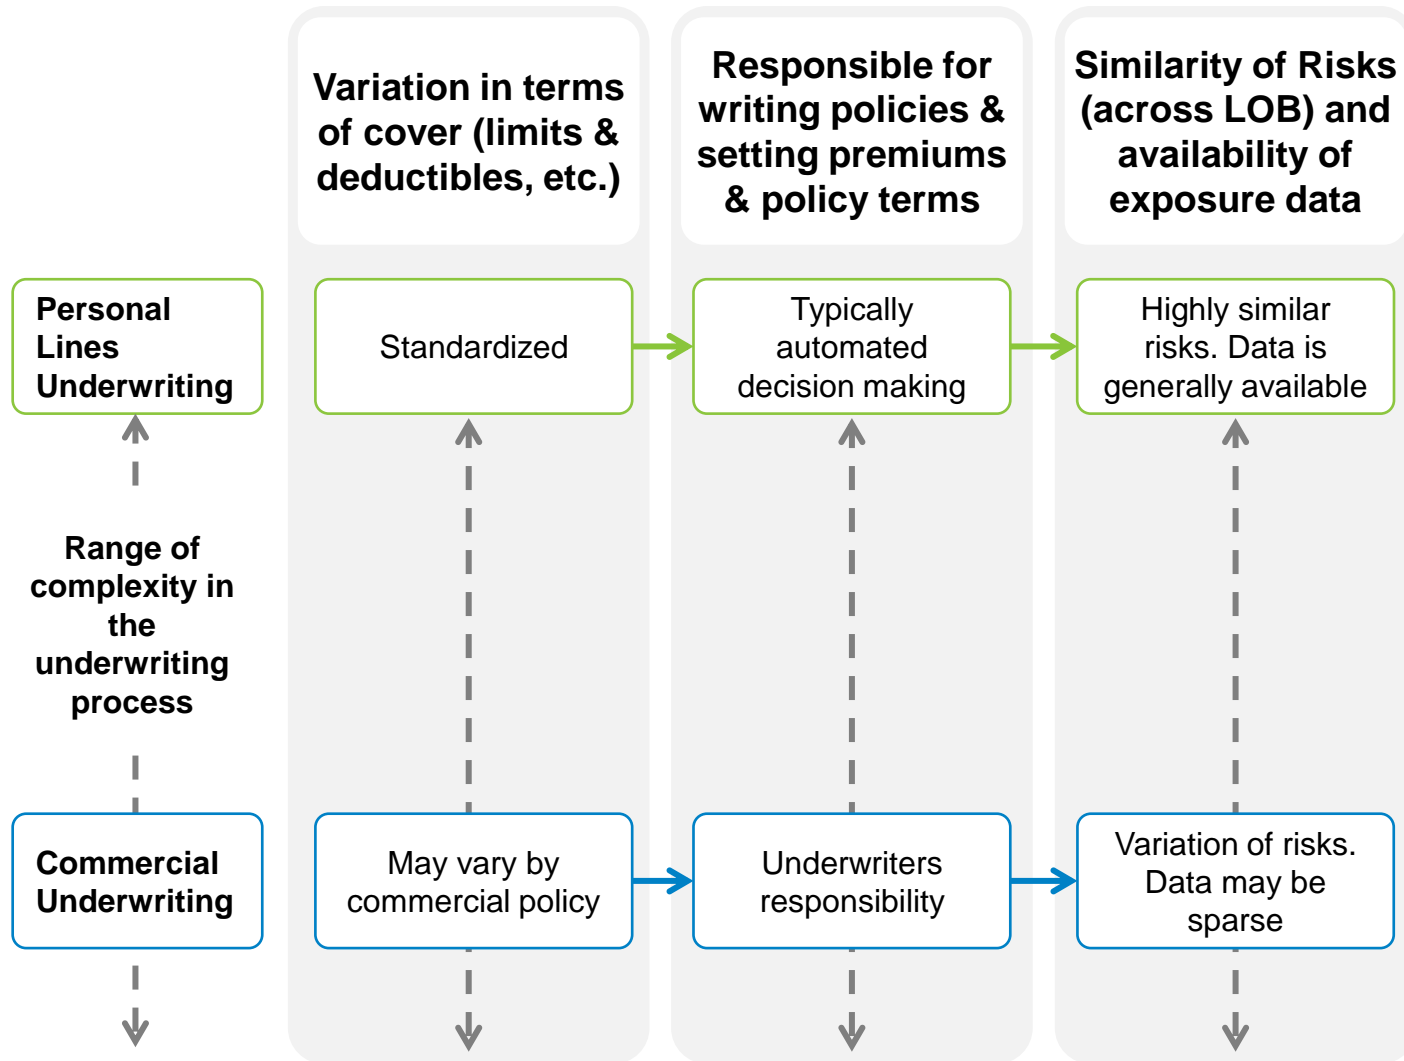 Variation in terms
of cover (limits &
deductibles, etc.)
Responsible for
writing policies &
setting premiums
& policy terms
Similarity of Risks
(across LOB) and
availability of
exposure data
Personal
Lines
Underwriting
Standardized
Typically
automated
decision making
Highly similar
risks. Data is
generally available
Range of
complexity in
the
underwriting
process
Commercial
Underwriting
May vary by
commercial policy
Underwriters
responsibility
Variation of risks.
Data may be
sparse